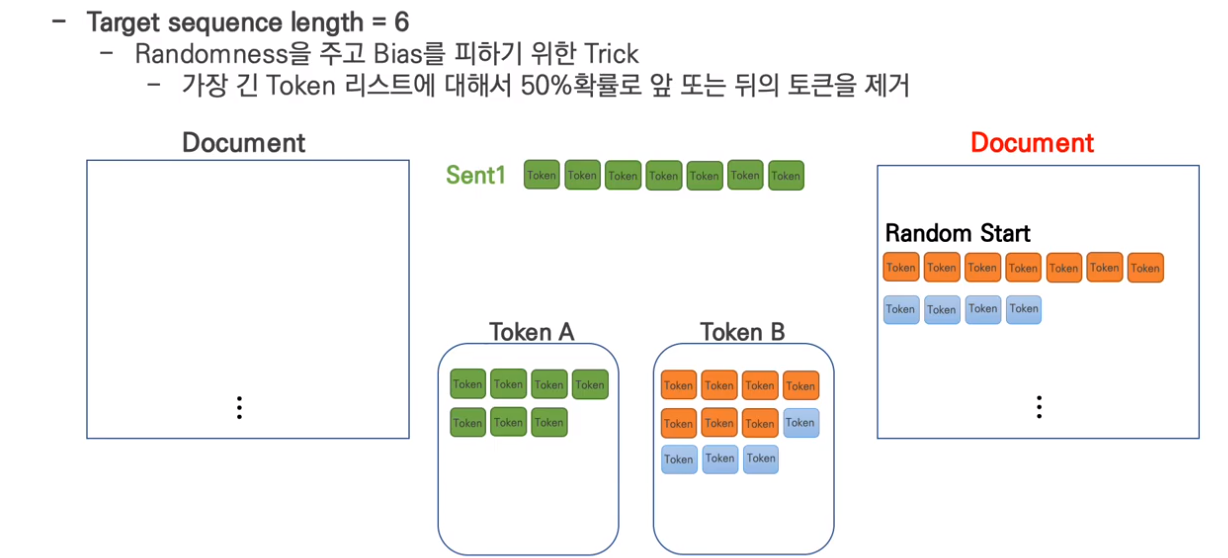 - Target sequence length = 6
- Randomness을 주고 Bias를 피하기 위한 Trick
- 가장 긴 Token 리스트에 대해서 50%확률로 앞 또는 뒤의 토큰을 제거
Document
Document
Sent1 Token Token Token Token Token Token Token
Random Start
Token Token Token Token Token Token Token
Token Token Token Token
Token A
Token Token Token Token
Token Token Token
Token B
Token Token Token Token
Token Token Token Token
Token Token Token